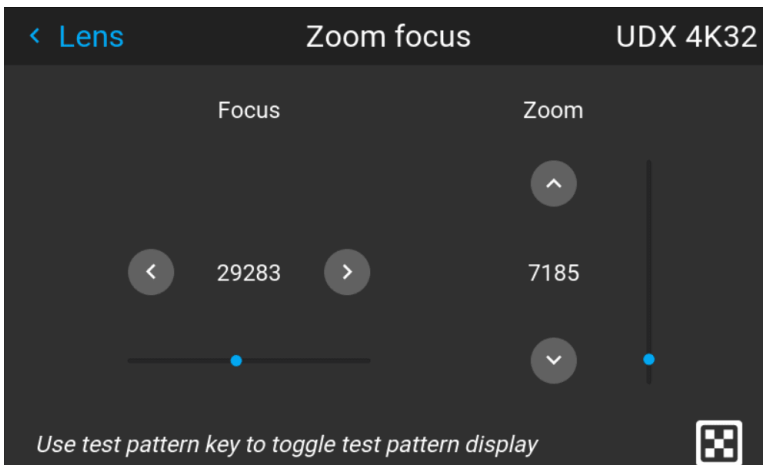 Lens
Zoom focus
UDX 4K32
Focus
Zoom
29283
7185
Use test pattern key to toggle test pattern display